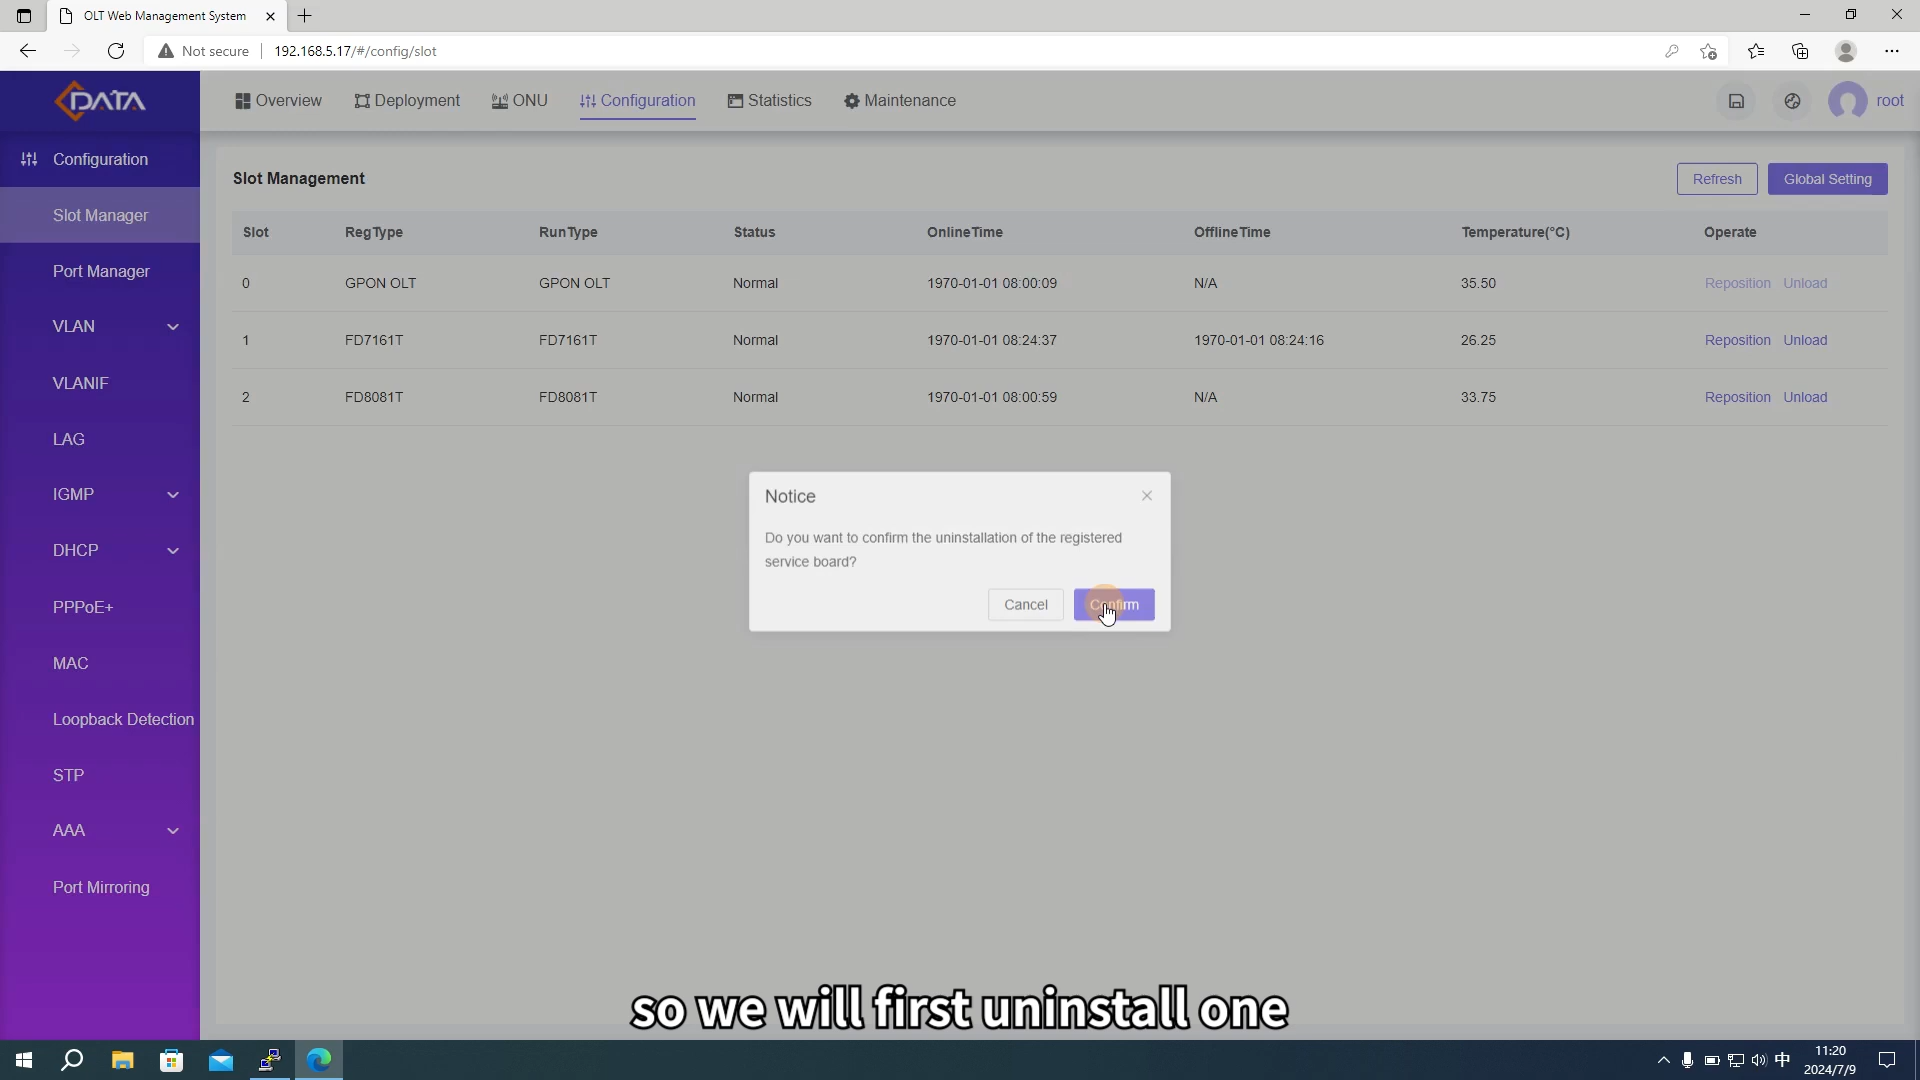 OLT Web Management System
Not secure 192.168.5.17/#/config/slot
DATA
Overview Deployment ONU Configuration Statistics Maintenance root
Configuration
Slot Manager
Port Manager
VLAN
VLANIF
LAG
IGMP
DHCP
PPPoE+
MAC
Loopback Detection
STP
AAA
Port Mirroring
Slot Management Refresh Global Setting
Slot RegType RunType Status OnlineTime OfflineTime Temperature(°C) Operate
0 GPON OLT GPON OLT Normal 1970-01-01 08:00:09 N/A 35.50 Reposition Unload
1 FD7161T FD7161T Normal 1970-01-01 08:24:37 1970-01-01 08:24:16 26.25 Reposition Unload
2 FD8081T FD8081T Normal 1970-01-01 08:00:59 N/A 33.75 Reposition Unload
Notice
Do you want to confirm the uninstallation of the registered
service board?
Cancel Confirm
so we will first uninstall one
中 11:20
2024/7/9